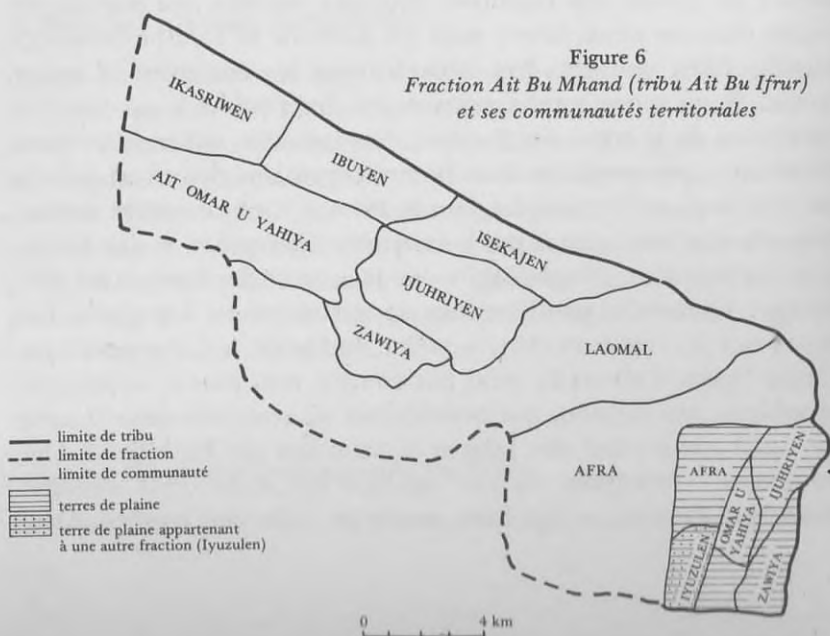 Figure 6
Fraction Ait Bu Mhand (tribu Ait Bu Ifrur)
et ses communautés territoriales
IKASKIWEN
IBUYEN
AIT OMAR U YAHIYA
ISEKAJEN
IJUHRIYEN
ZAWIYA
LAOMAL
AFRA
AFRA
IJUHRIYEN
OMAR U
YAHIYA
IYUZULEN
ZAWIYA
limite de tribu
limite de fraction
limite de communauté
terres de plaine
terre de plaine appartenant
à une autre fraction (Iyuzulen)
0 4 km